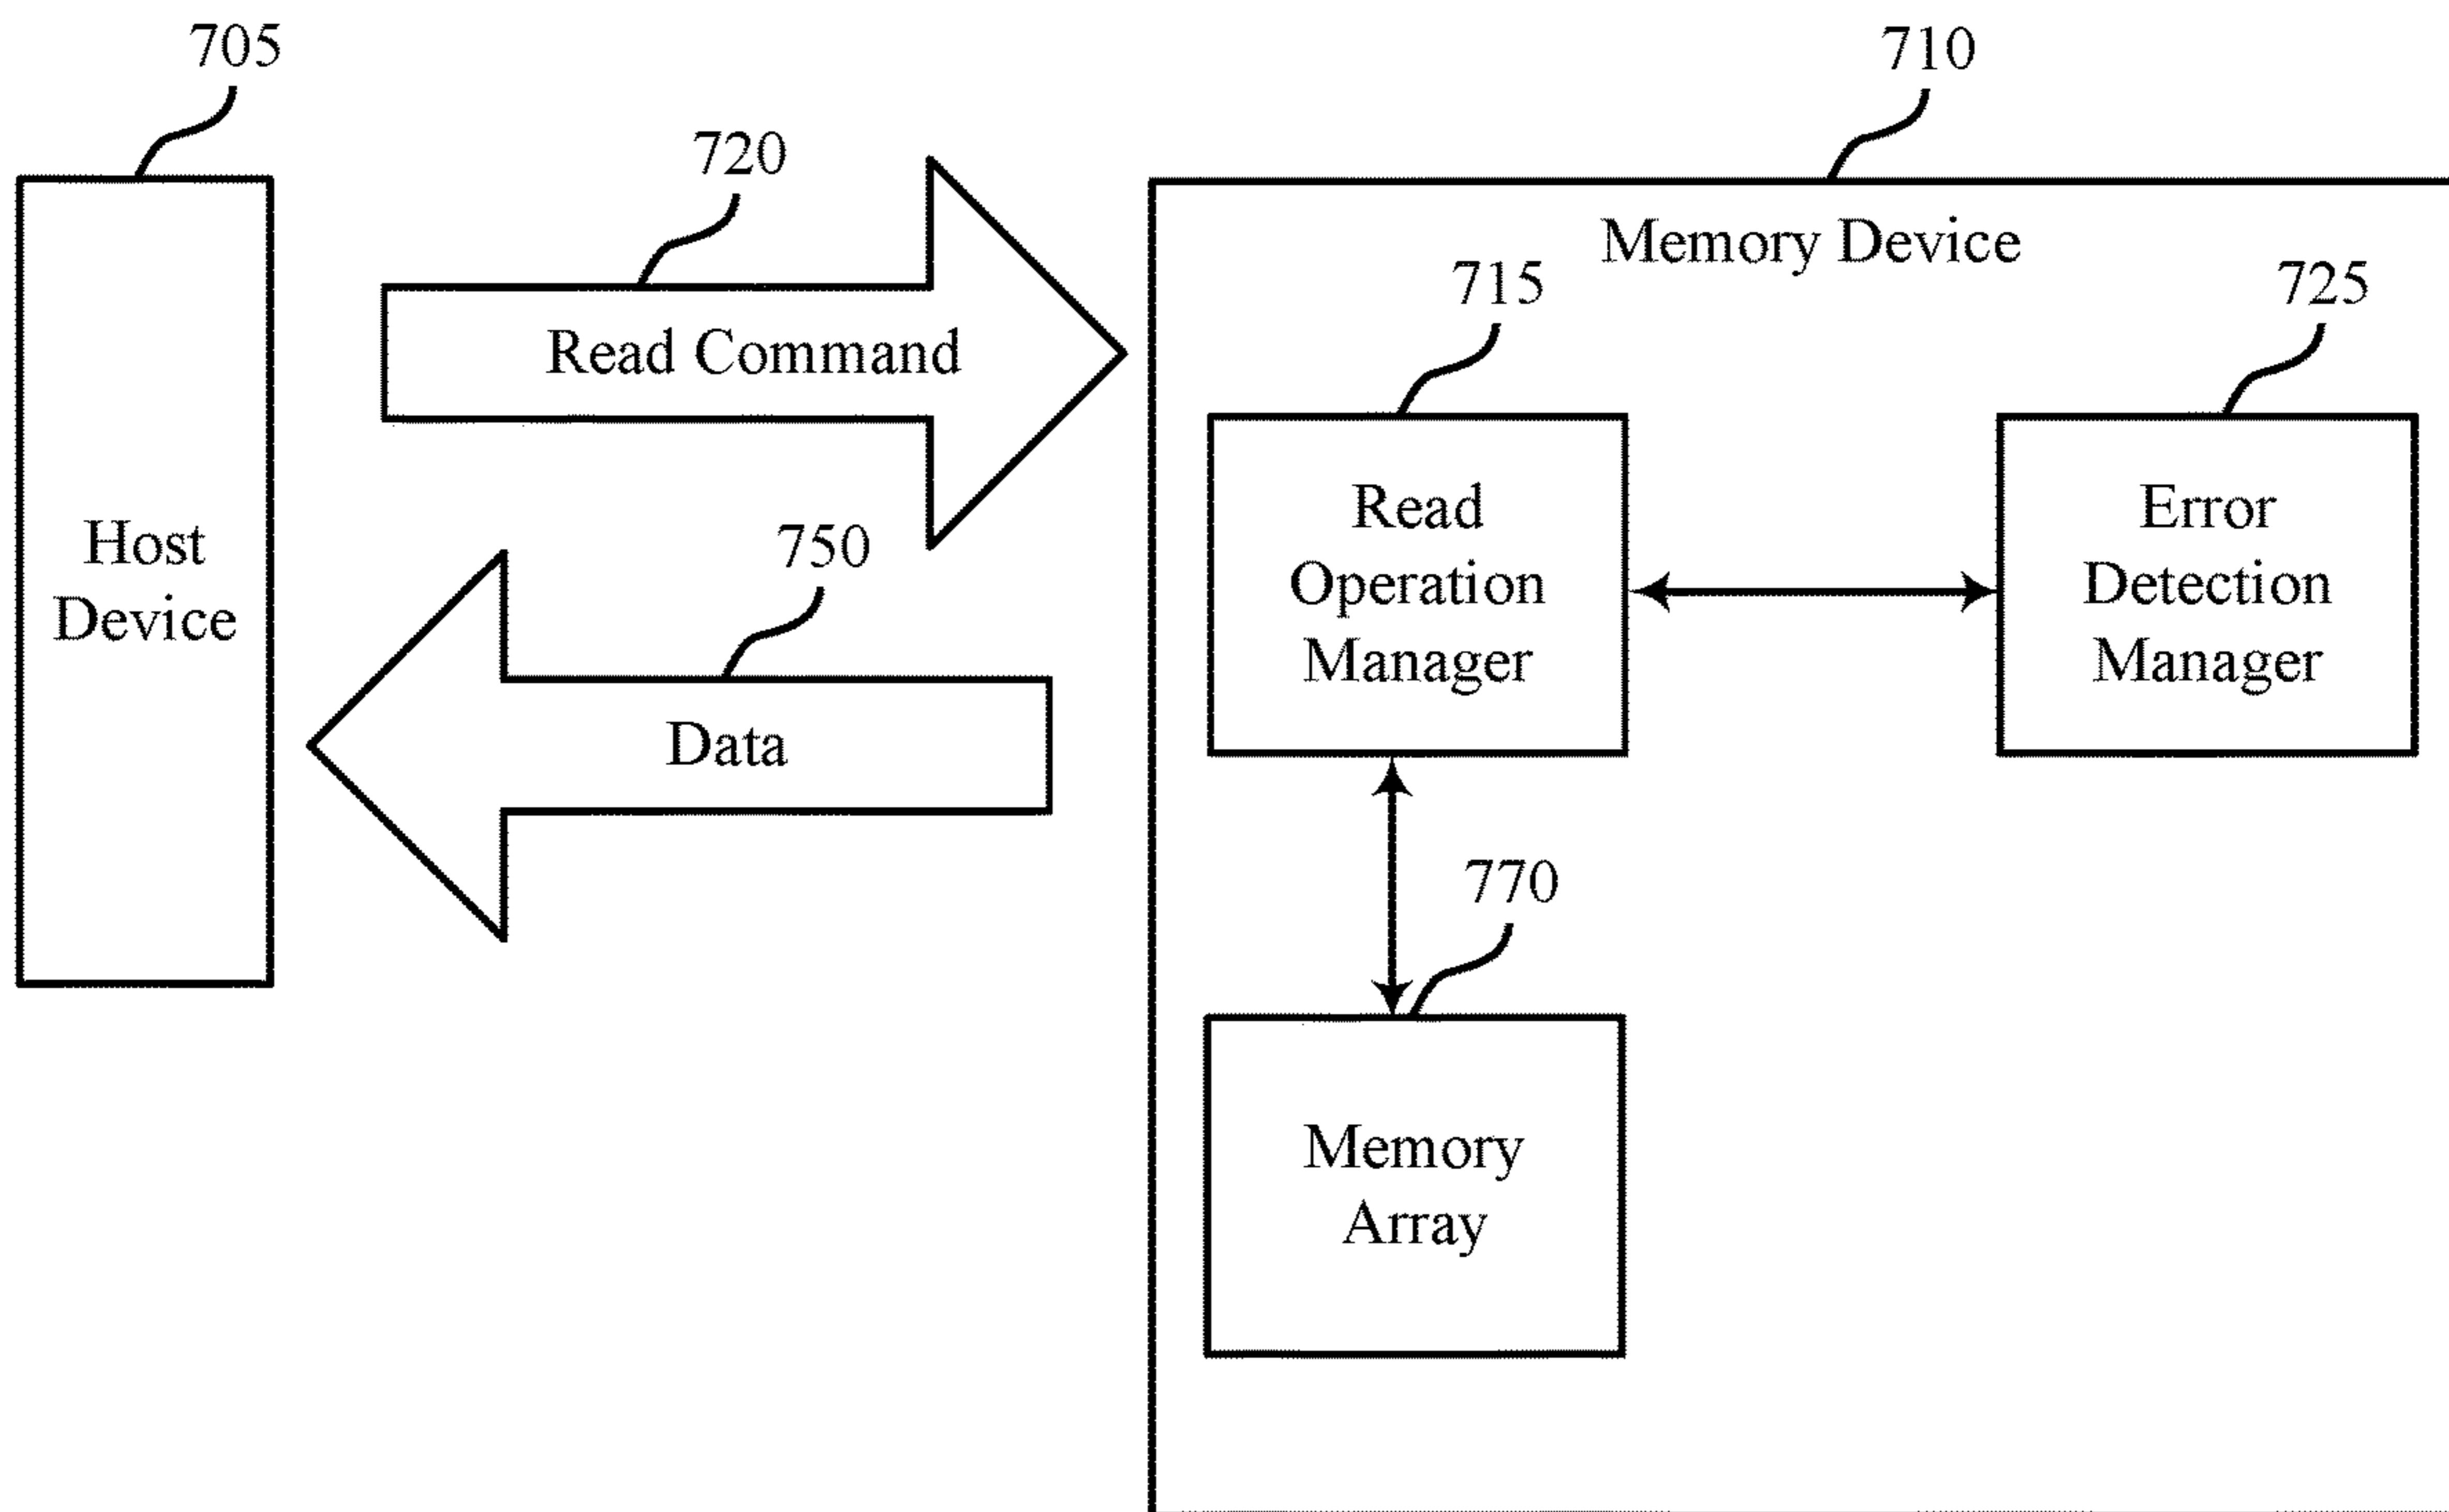 705
710
720
Memory Device
715
725
Read Command
Host
Device
750
Data
Read
Operation
Manager
Error
Detection
Manager
770
Memory
Array